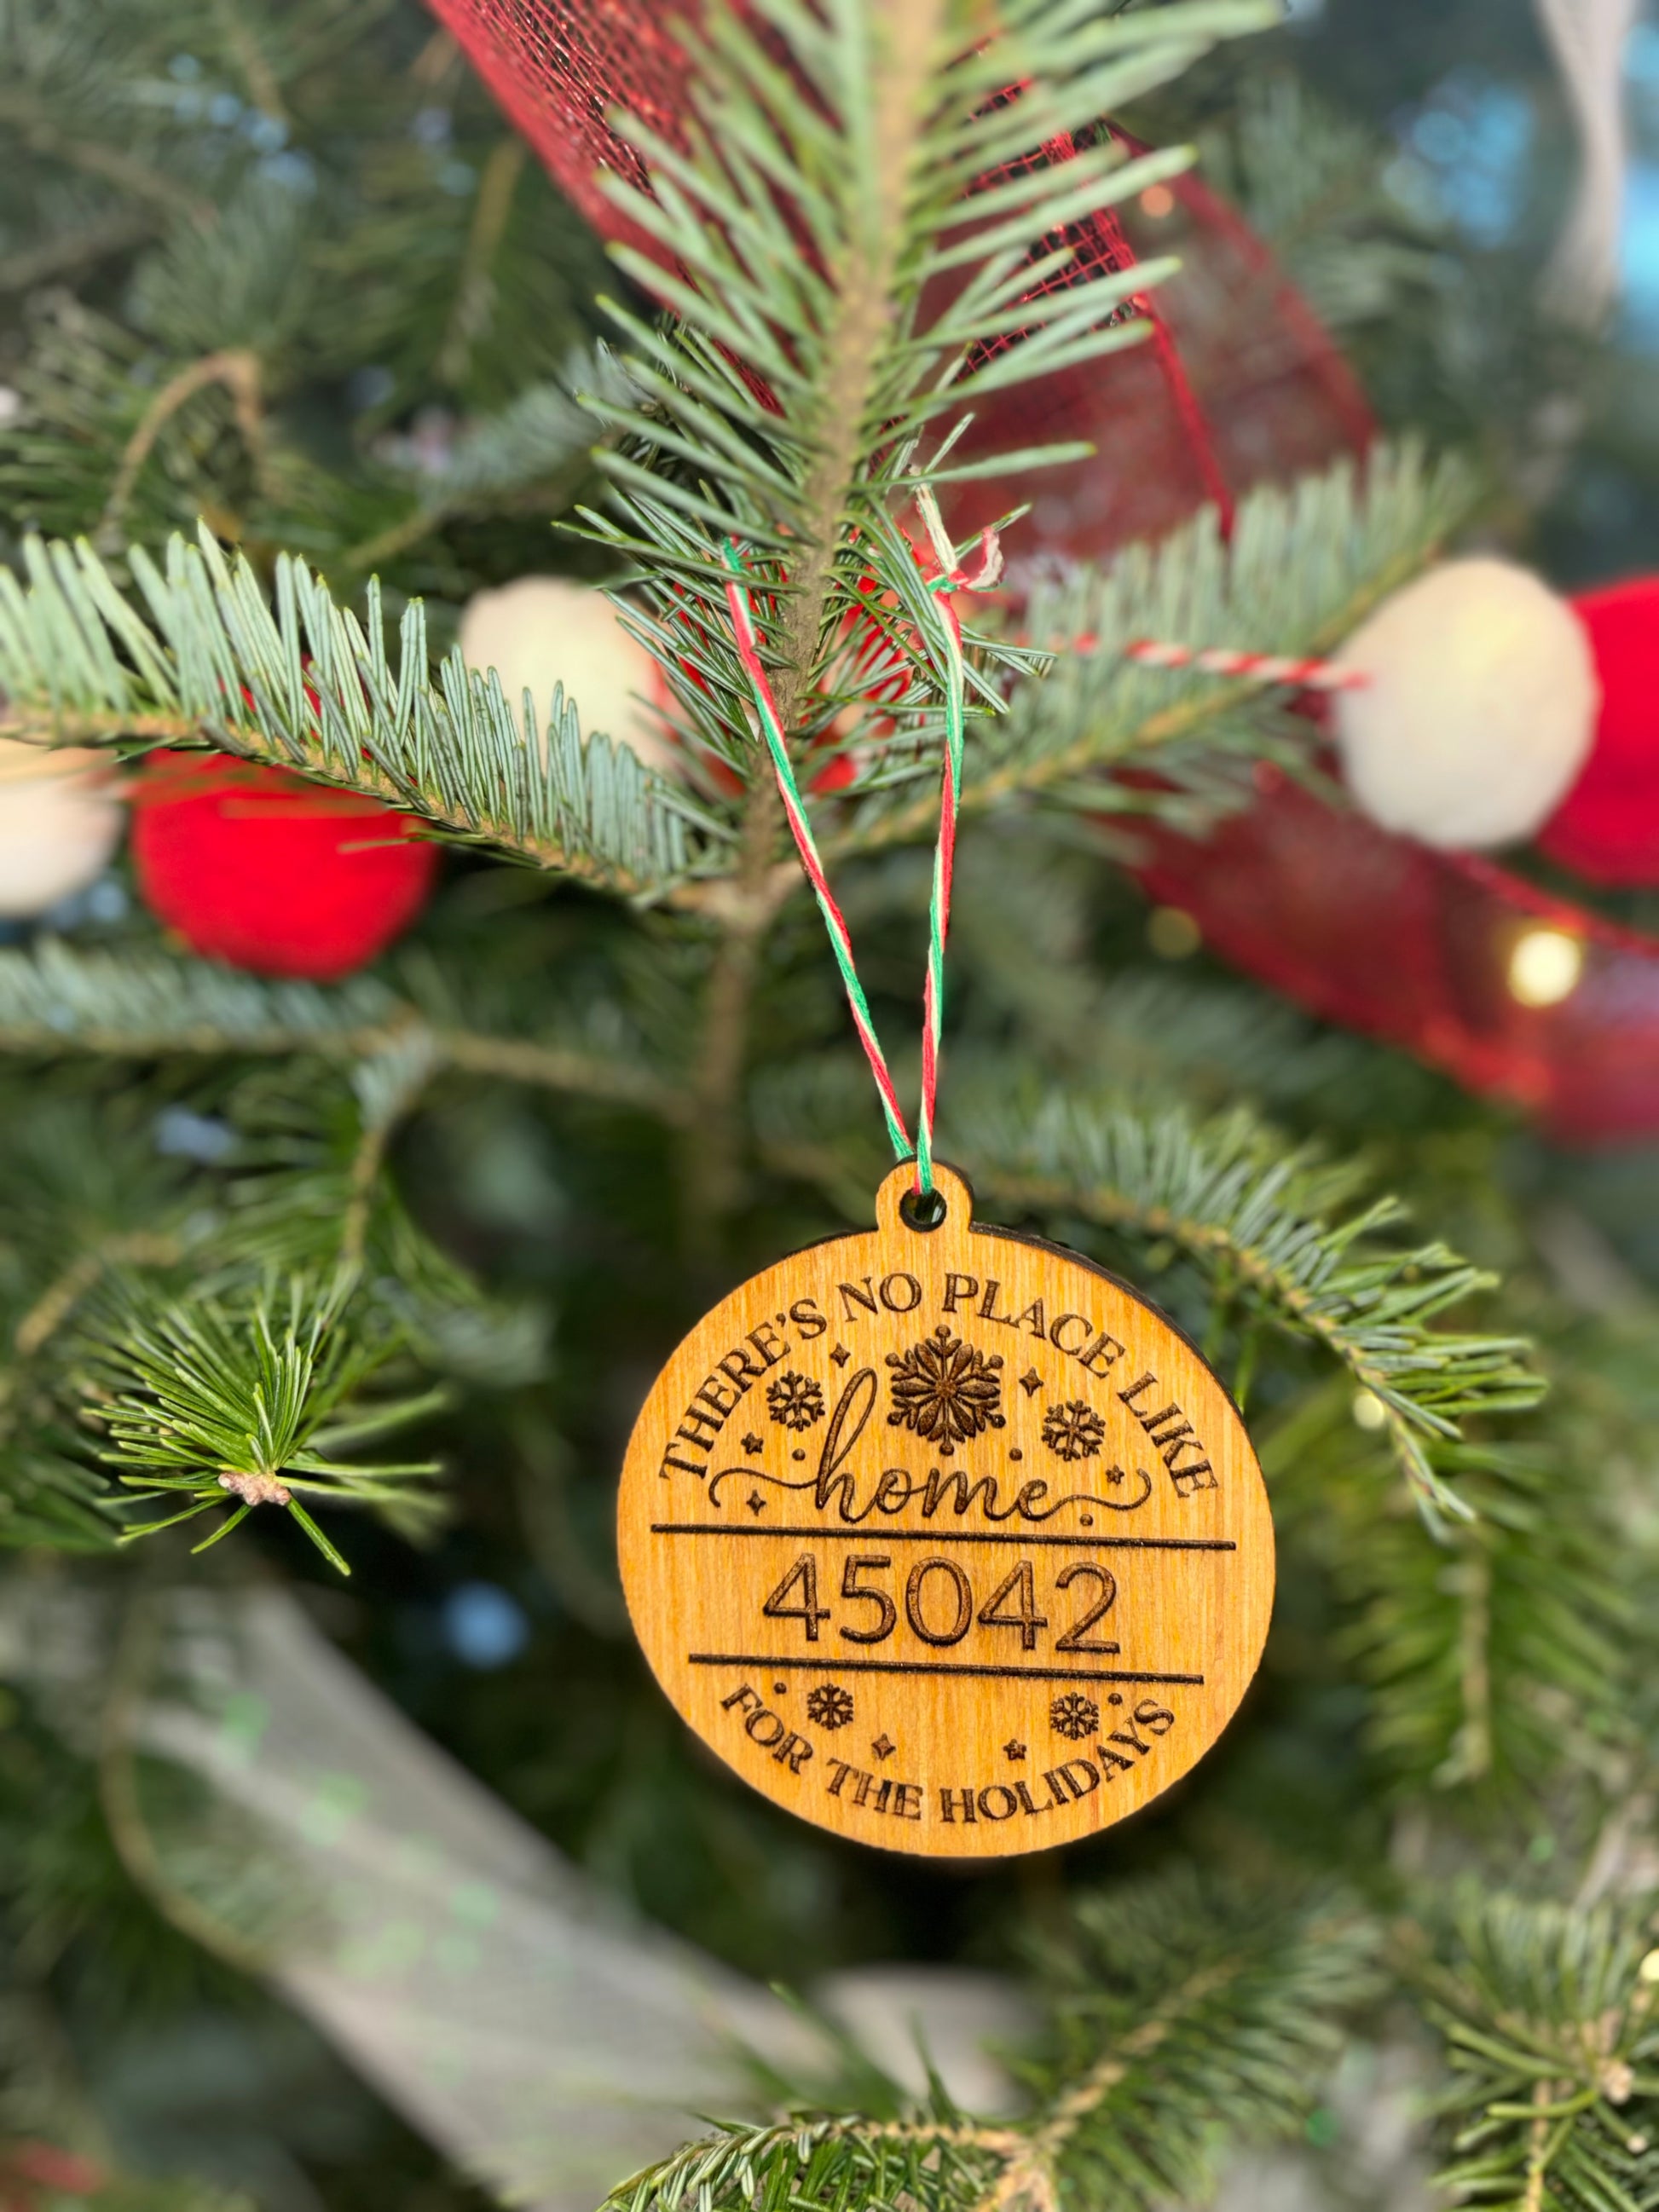 THERE'S NO PLACE LIKE
home
45042
FOR THE HOLIDAYS